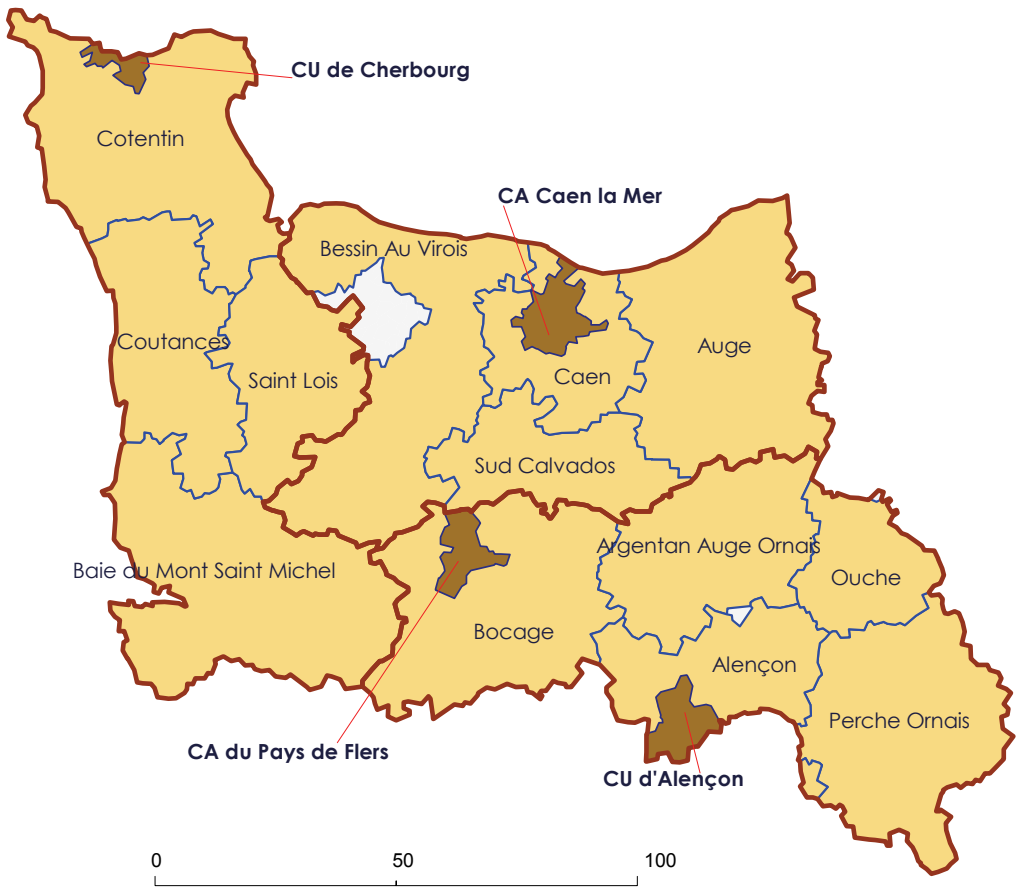 CU de Cherbourg
Cotentin
CA Caen la Mer
Bessin Au Virois
Coutances
Auge
Saint Lois
Caen
Sud Calvados
Argentan Auge Ornais
Baie du Mont Saint Michel
Ouche
Bocage
Alençon
Perche Ornais
CA du Pays de Flers
CU d'Alençon
0 50 100